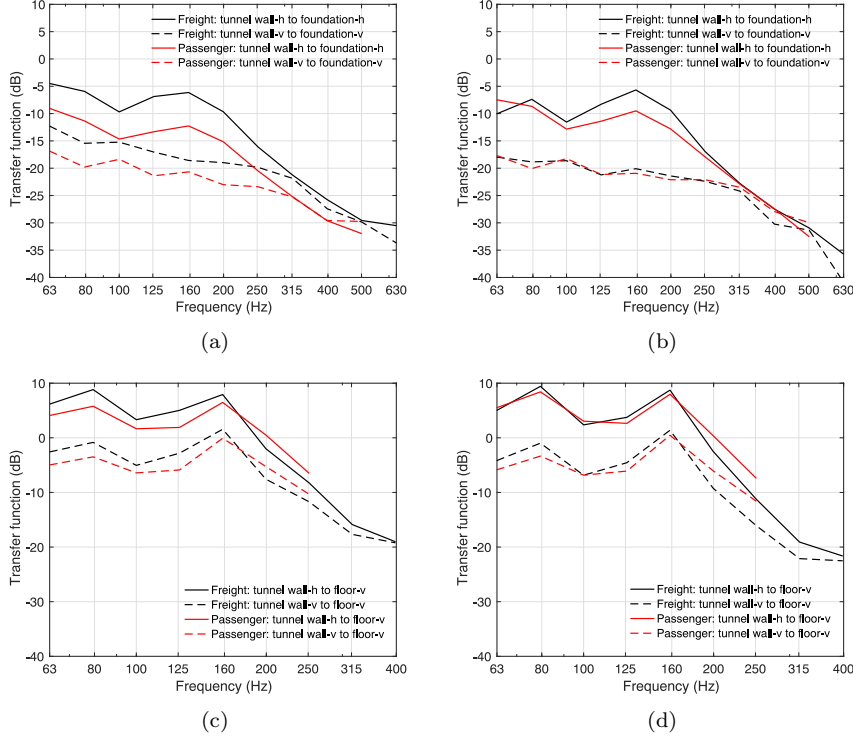 10
5
0
-5
-10
-15
-20
-25
-30
-35
-40
Transfer function (dB)
Freight: tunnel wall-h to foundation-h
Freight: tunnel wall-v to foundation-v
Passenger: tunnel wall-h to foundation-h
Passenger: tunnel wall-v to foundation-v
63 80 100 125 160 200 250 315 400 500 630
Frequency (Hz)
(a)
10
5
0
-5
-10
-15
-20
-25
-30
-35
-40
Transfer function (dB)
Freight: tunnel wall-h to foundation-h
Freight: tunnel wall-v to foundation-v
Passenger: tunnel wall-h to foundation-h
Passenger: tunnel wall-v to foundation-v
63 80 100 125 160 200 250 315 400 500 630
Frequency (Hz)
(b)
10
0
-10
-20
-30
-40
Transfer function (dB)
Freight: tunnel wall-h to floor-v
Freight: tunnel wall-v to floor-v
Passenger: tunnel wall-h to floor-v
Passenger: tunnel wall-v to floor-v
63 80 100 125 160 200 250 315 400
Frequency (Hz)
(c)
10
0
-10
-20
-30
-40
Transfer function (dB)
Freight: tunnel wall-h to floor-v
Freight: tunnel wall-v to floor-v
Passenger: tunnel wall-h to floor-v
Passenger: tunnel wall-v to floor-v
63 80 100 125 160 200 250 315 400
Frequency (Hz)
(d)